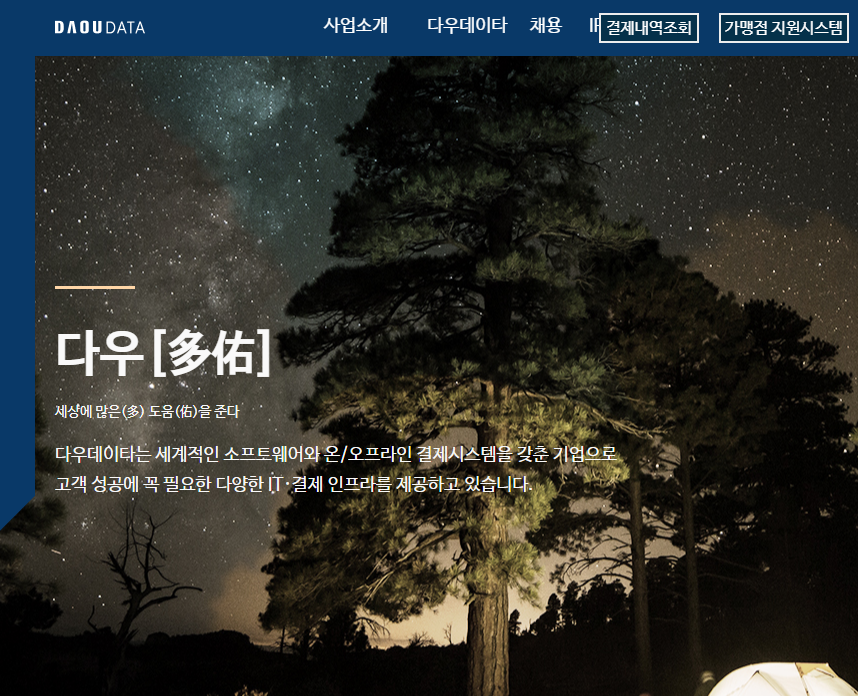 DAOU DATA
사업소개 다우데이타 채용 IR 결제내역조회 가맹점 지원시스템
다우[多佑]
세상에 많은(多) 도움(佑)을 준다
다우데이타는 세계적인 소프트웨어와 온/오프라인 결제시스템을 갖춘 기업으로
고객 성공에 꼭 필요한 다양한 IT·결제 인프라를 제공하고 있습니다.